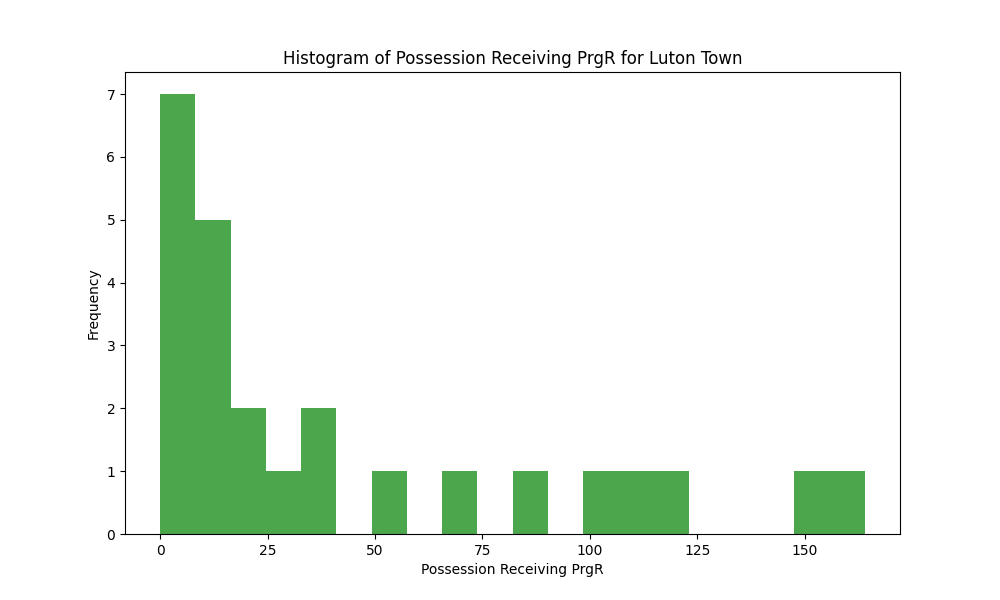 Histogram of Possession Receiving PrgR for Luton Town
7
6
5
4
3
2
1
0
Frequency
0 25 50 75 100 125 150
Possession Receiving PrgR